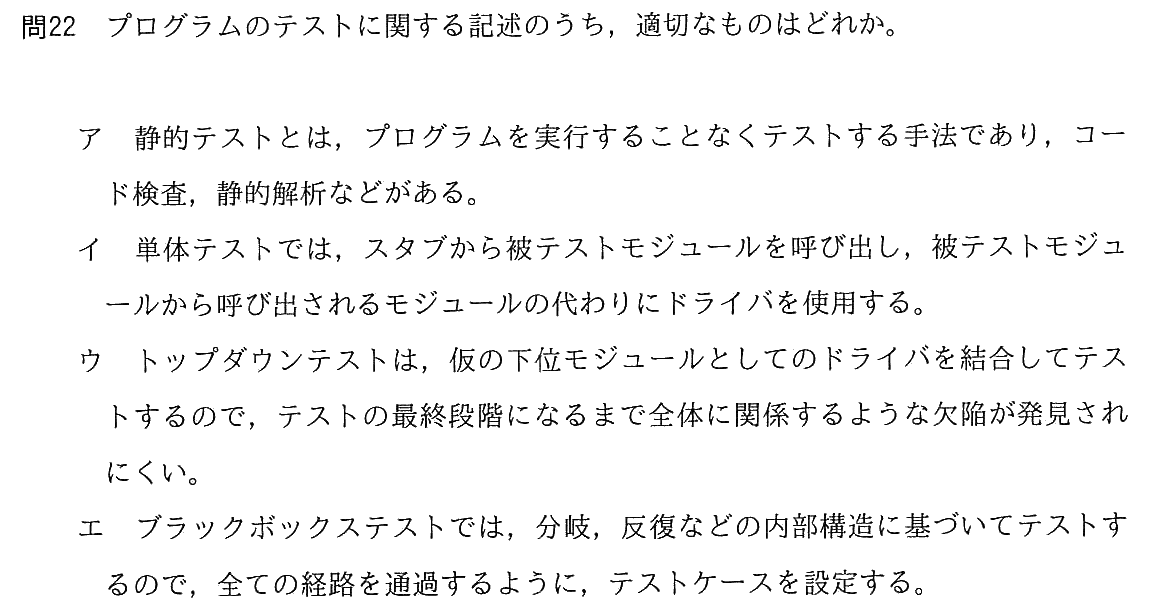 問22　プログラムのテストに関する記述のうち，適切なものはどれか。
ア　静的テストとは，プログラムを実行することなくテストする手法であり，コー
ド検査，静的解析などがある。
イ　単体テストでは，スタブから被テストモジュールを呼び出し，被テストモジュ
ールから呼び出されるモジュールの代わりにドライバを使用する。
ウ　トップダウンテストは，仮の下位モジュールとしてのドライバを結合してテス
トするので，テストの最終段階になるまで全体に関係するような欠陥が発見され
にくい。
エ　ブラックボックステストでは，分岐，反復などの内部構造に基づいてテストす
るので，全ての経路を通過するように，テストケースを設定する。